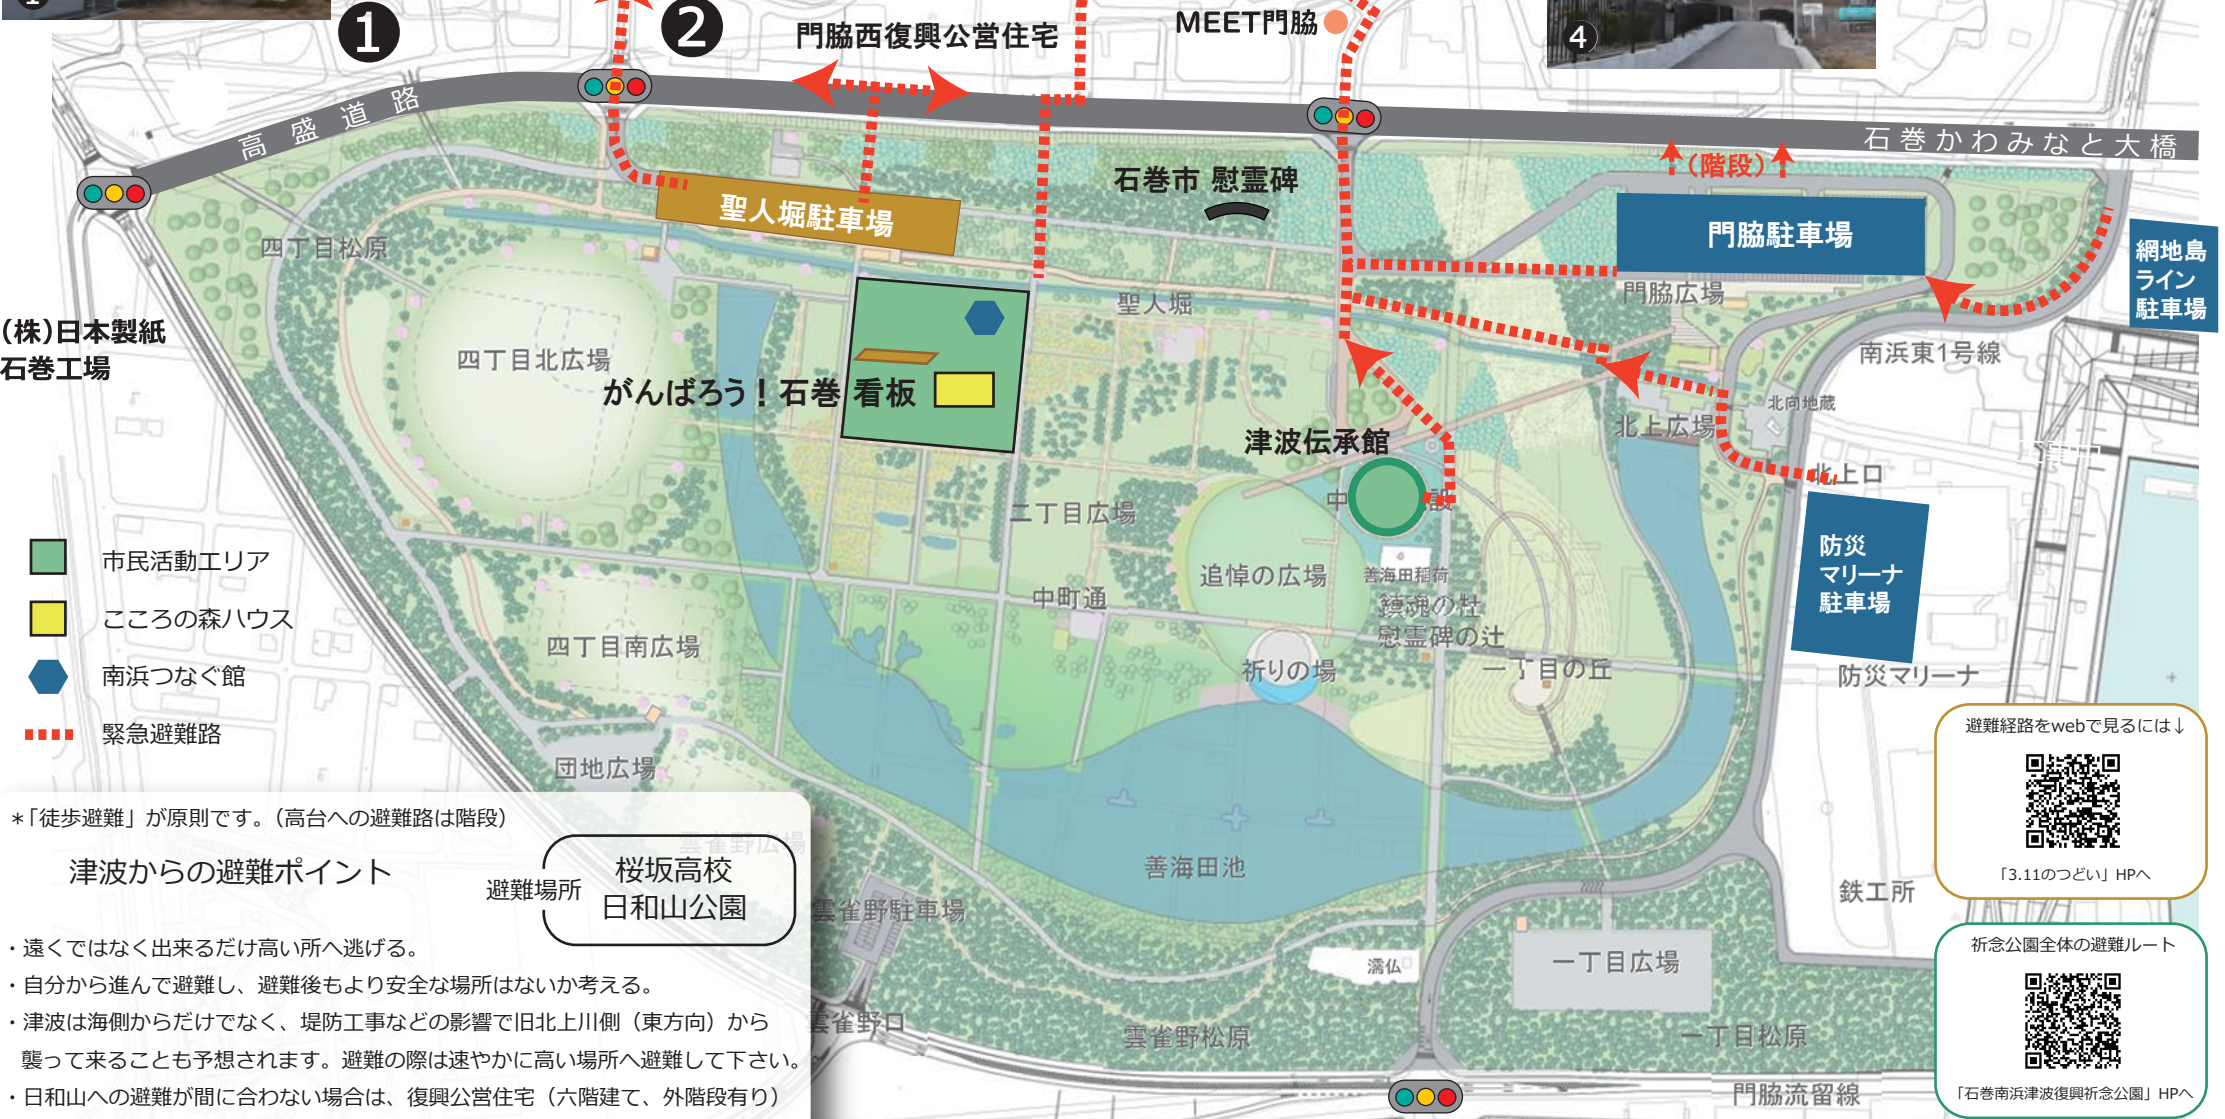 1
❶
❷
門脇西復興公営住宅
MEET門脇
4
高盛道路
石巻かわみなと大橋
(階段)
石巻市 慰霊碑
聖人堀駐車場
門脇駐車場
網地島
ライン
駐車場
四丁目松原
門脇広場
聖人堀
(株)日本製紙
石巻工場
四丁目北広場
南浜東1号線
がんばろう！石巻 看板
北向地蔵
北上広場
津波伝承館
北上口
中
設
二丁目広場
防災
マリーナ
駐車場
市民活動エリア
追悼の広場
善海田稲荷
中町通
鎮魂の杜
こころの森ハウス
慰霊碑の辻
四丁目南広場
祈りの場
一丁目の丘
南浜つなぐ館
防災マリーナ
緊急避難路
避難経路をwebで見るには↓
「3.11のつどい」HPへ
団地広場
＊「徒歩避難」が原則です。（高台への避難路は階段）
雲雀野広場
津波からの避難ポイント
避難場所
桜坂高校
日和山公園
善海田池
鉄工所
雲雀野駐車場
祈念公園全体の避難ルート
「石巻南浜津波復興祈念公園」HPへ
・遠くではなく出来るだけ高い所へ逃げる。
・自分から進んで避難し、避難後もより安全な場所はないか考える。
・津波は海側からだけでなく、堤防工事などの影響で旧北上川側（東方向）から
襲って来ることも予想されます。避難の際は速やかに高い場所へ避難して下さい。
・日和山への避難が間に合わない場合は、復興公営住宅（六階建て、外階段有り）
濡仏
一丁目広場
雲雀野口
雲雀野松原
一丁目松原
門脇流留線